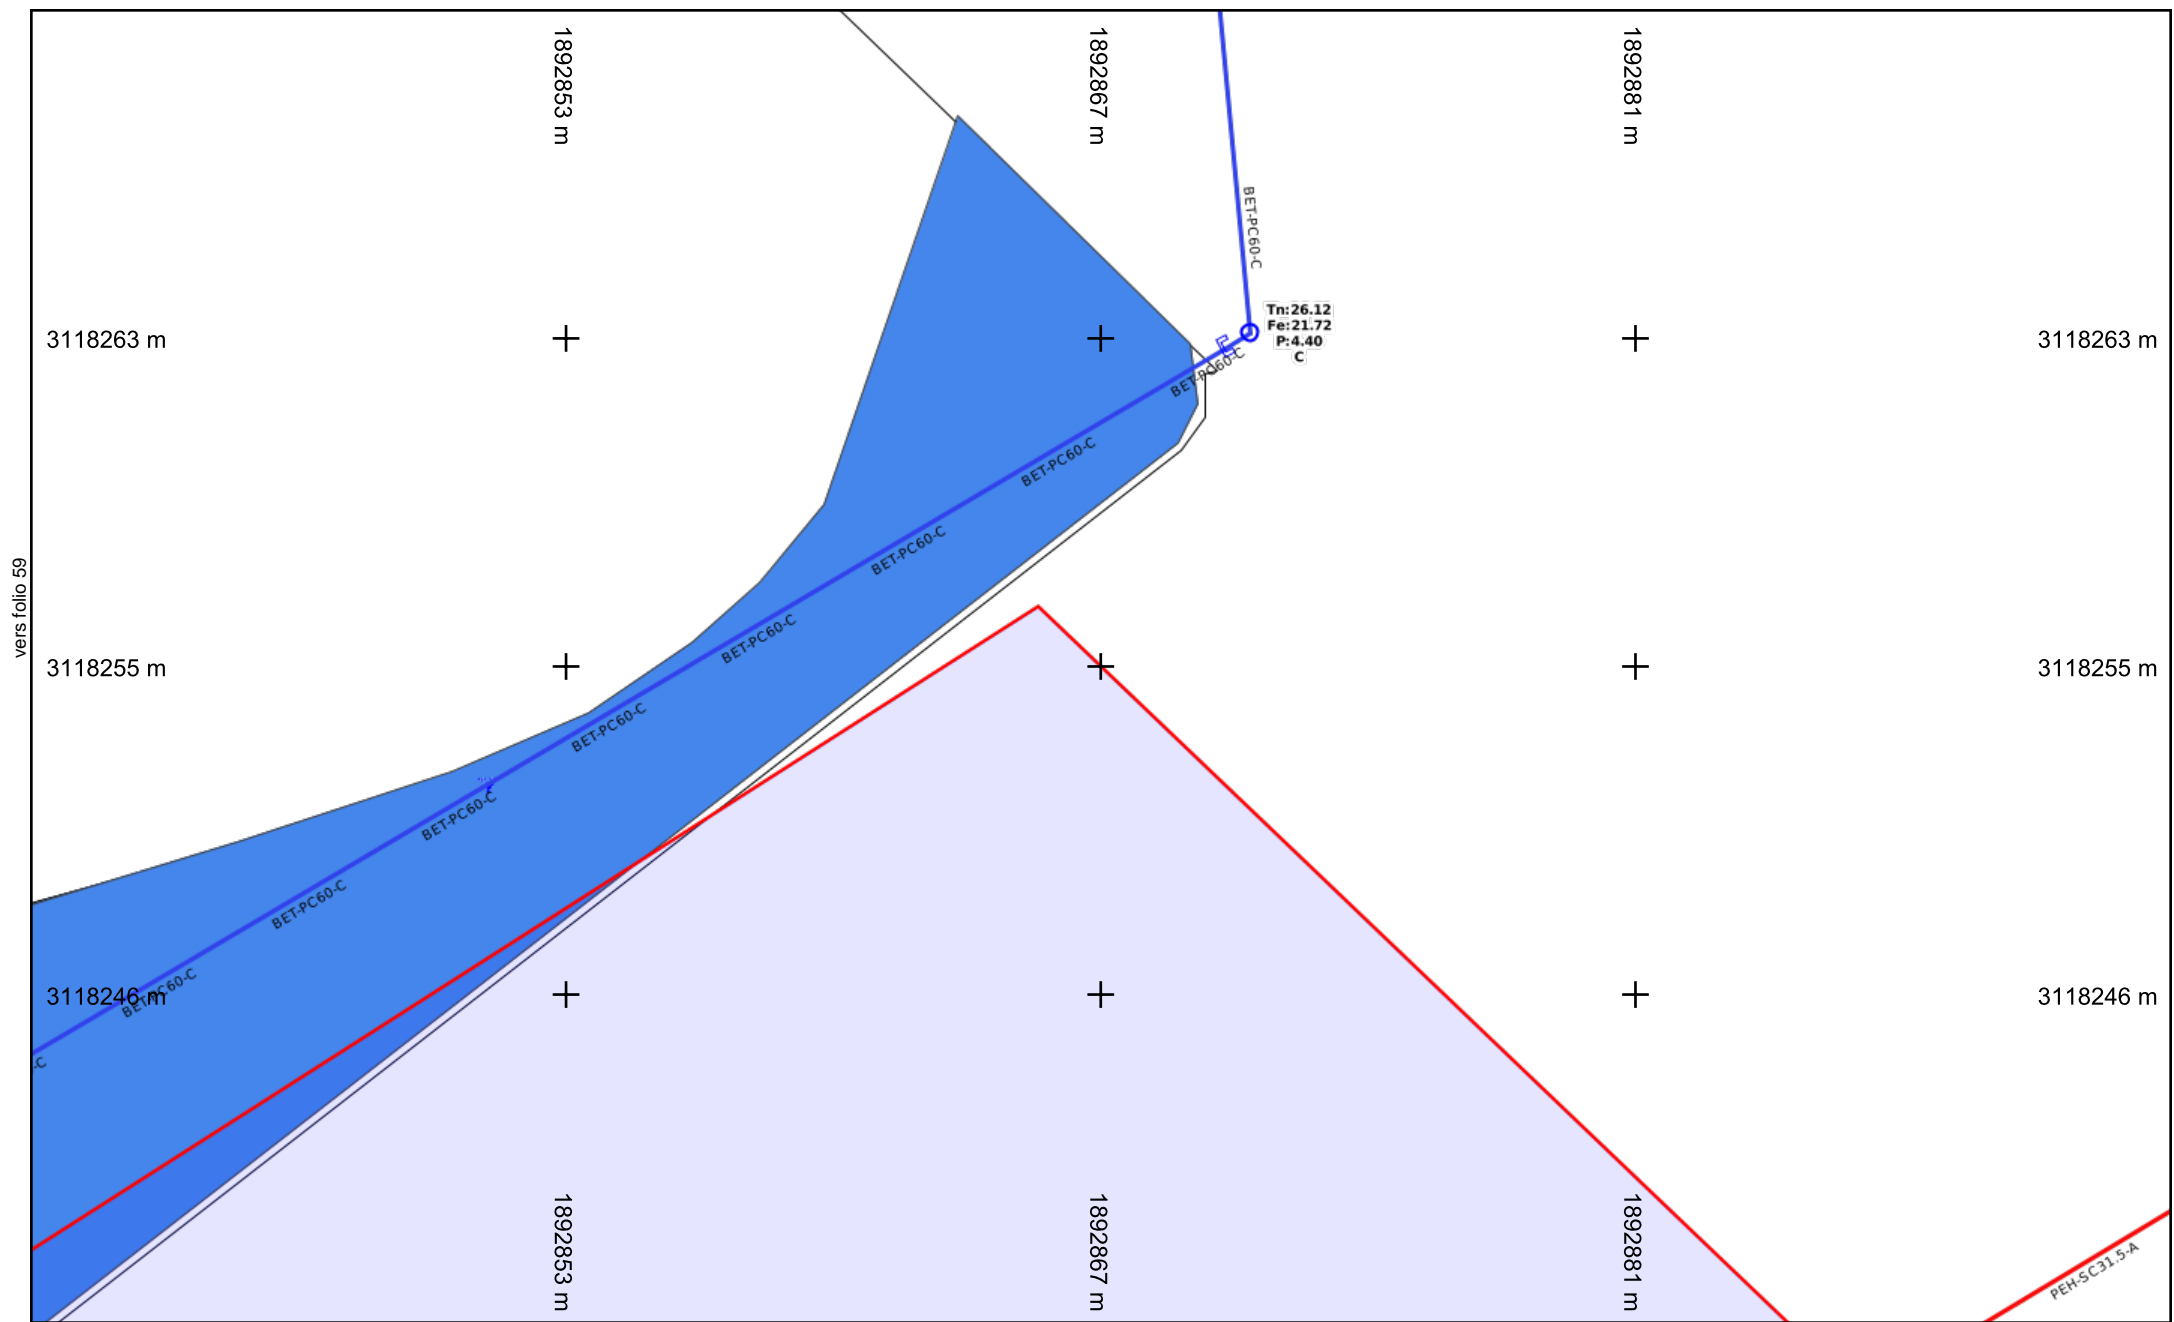 1892853 m
1892867 m
1892881 m
BET-PC60-C
Tn:26.12
Fe:21.72
P:4.40
C
3118263 m
3118263 m
BET-PC60-C
BET-PC60-C
BET-PC60-C
vers folio 59
BET-PC60-C
3118255 m
3118255 m
BET-PC60-C
BET-PC60-C
BET-PC60-C
3118246 m
BET-PC60-C
3118246 m
-C
1892853 m
1892867 m
1892881 m
PEH-SC31.5-A